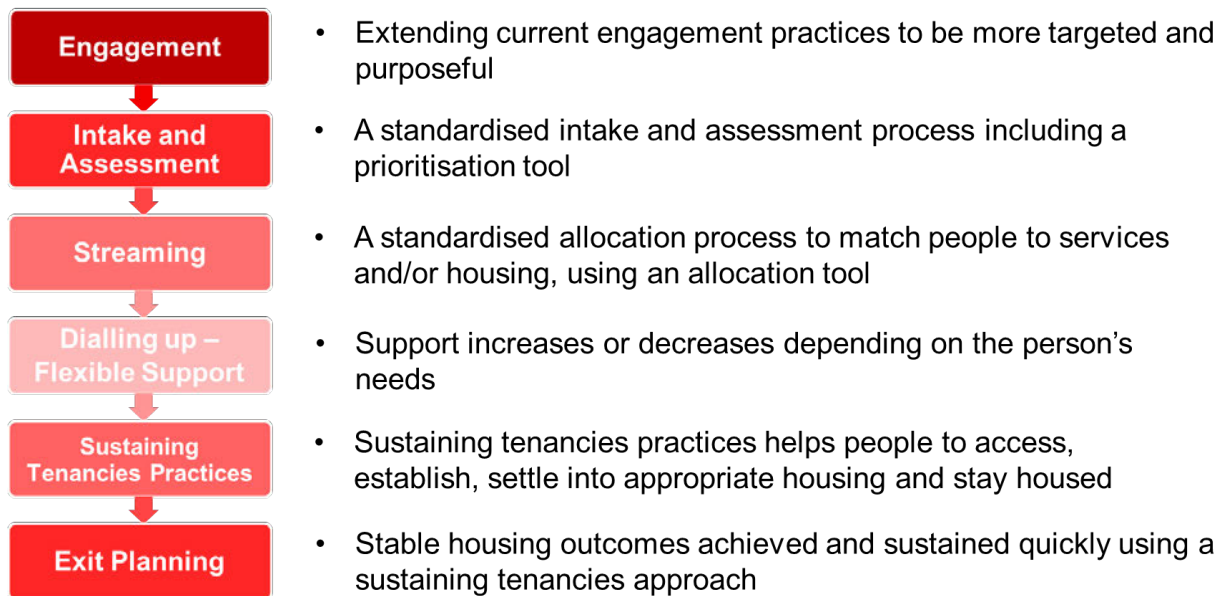 Engagement
• Extending current engagement practices to be more targeted and
purposeful
Intake and
Assessment
• A standardised intake and assessment process including a
prioritisation tool
Streaming
• A standardised allocation process to match people to services
and/or housing, using an allocation tool
Dialling up –
Flexible Support
• Support increases or decreases depending on the person's
needs
Sustaining
Tenancies Practices
• Sustaining tenancies practices helps people to access,
establish, settle into appropriate housing and stay housed
Exit Planning
• Stable housing outcomes achieved and sustained quickly using a
sustaining tenancies approach